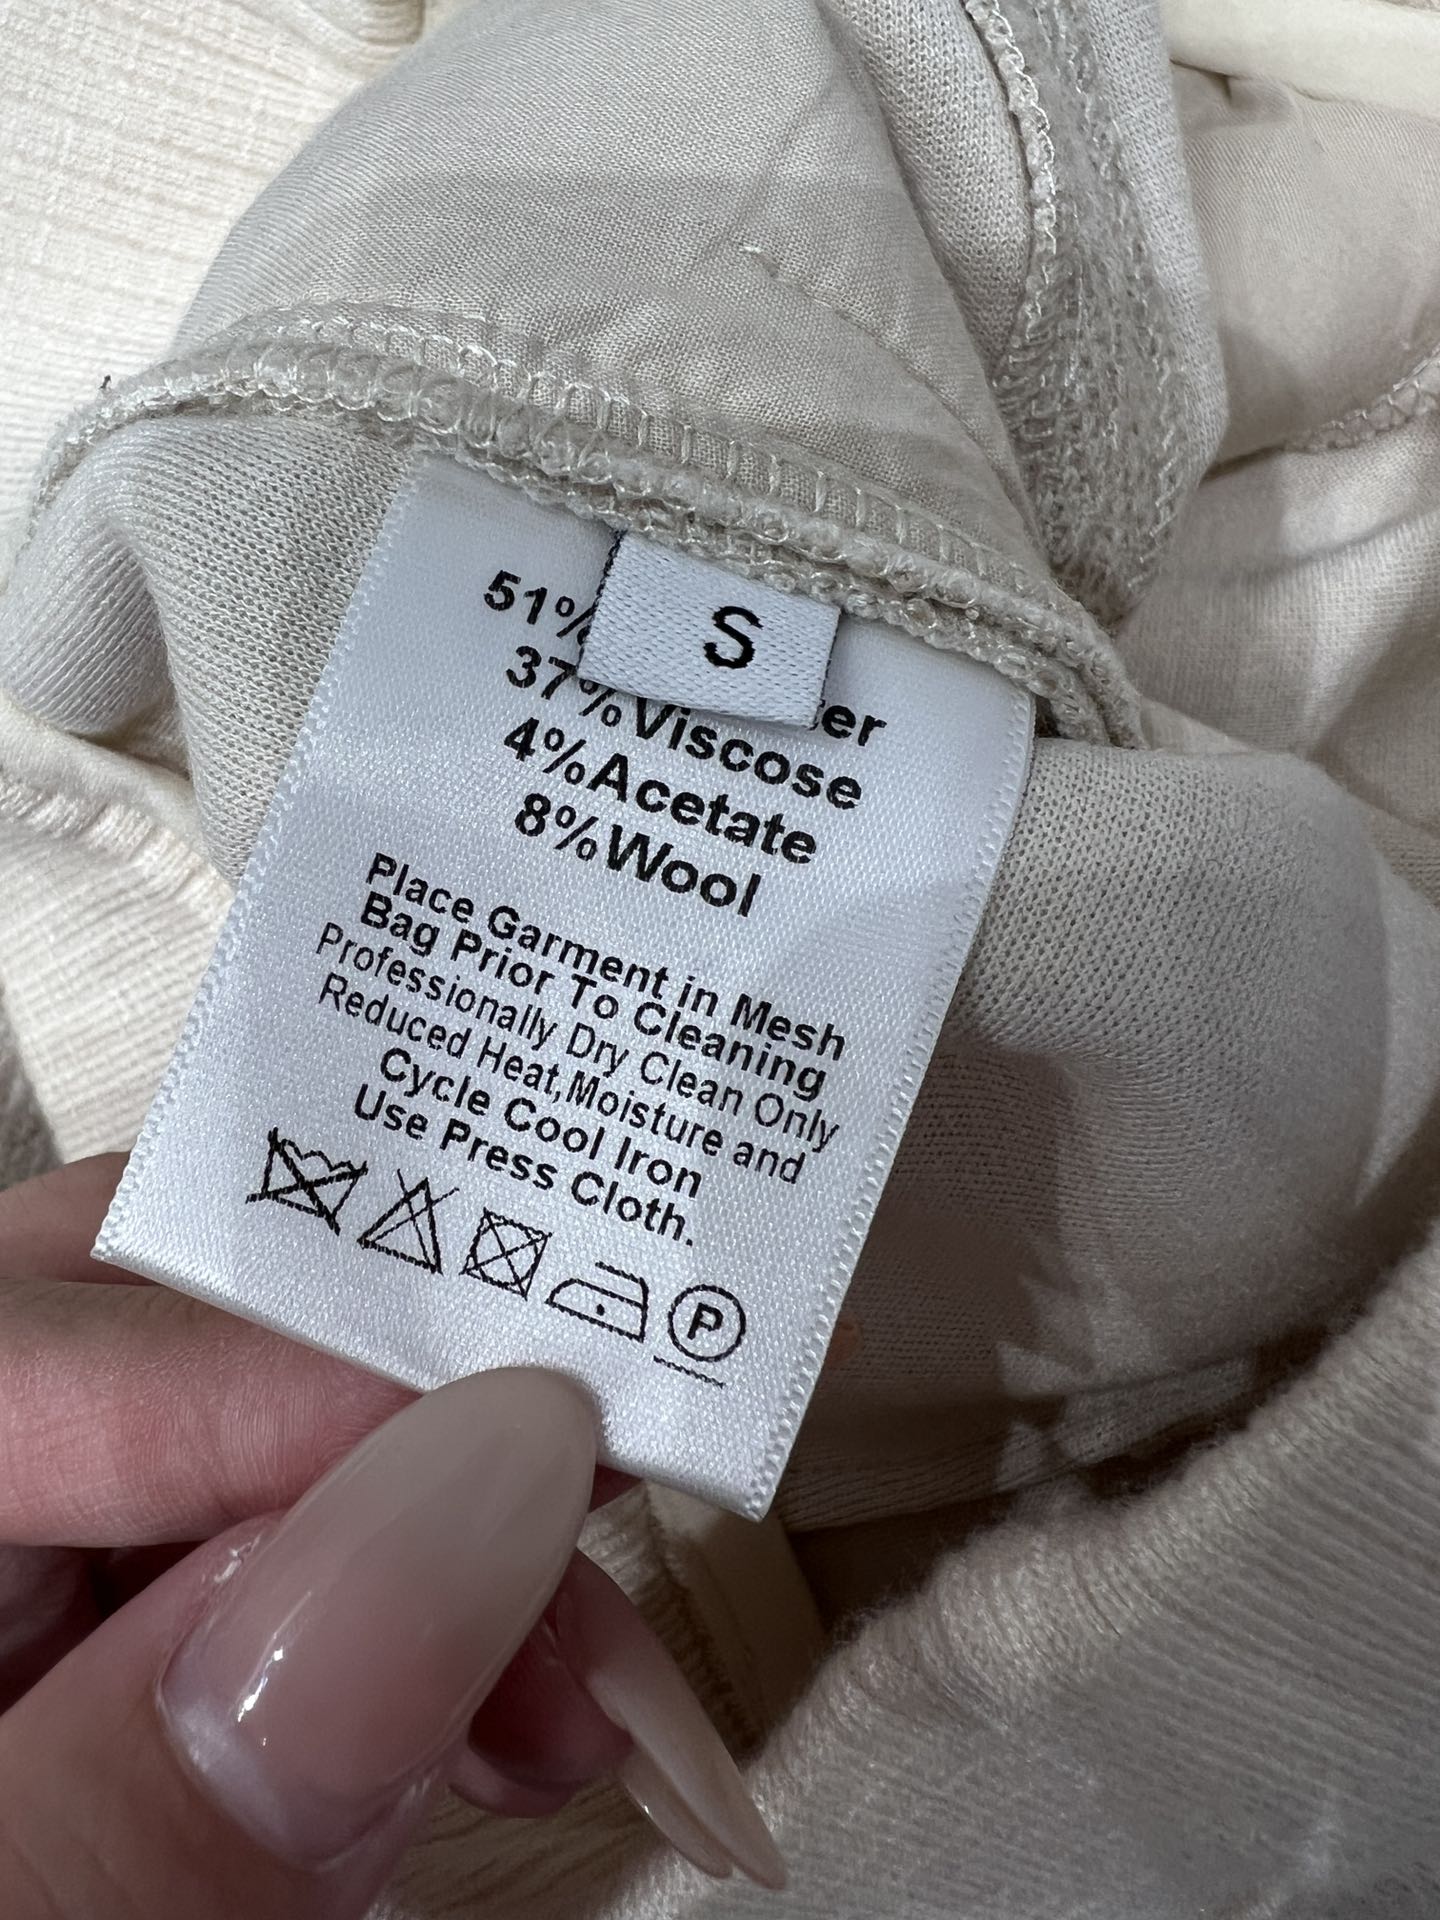 S
51%
er
37%Viscose
4%Acetate
8%Wool
Place Garment in Mesh
Bag Prior To Cleaning
Professionally Dry Clean Only
Reduced Heat,Moisture and
Cycle Cool Iron
Use Press Cloth.
P